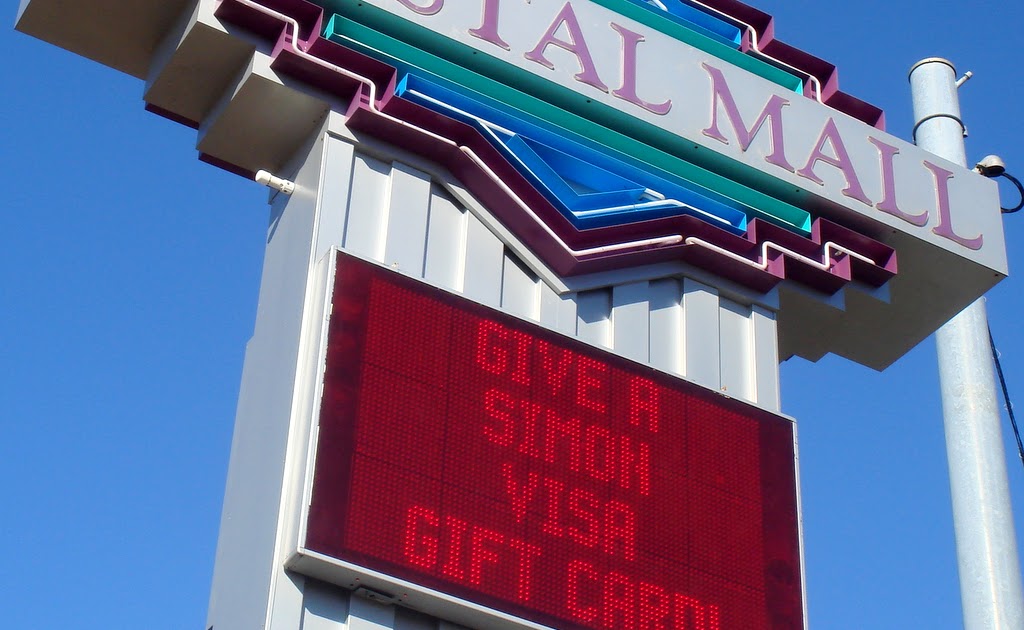 STAL MALL
GIVE A
SIMON
VISA
GIFT CARD!